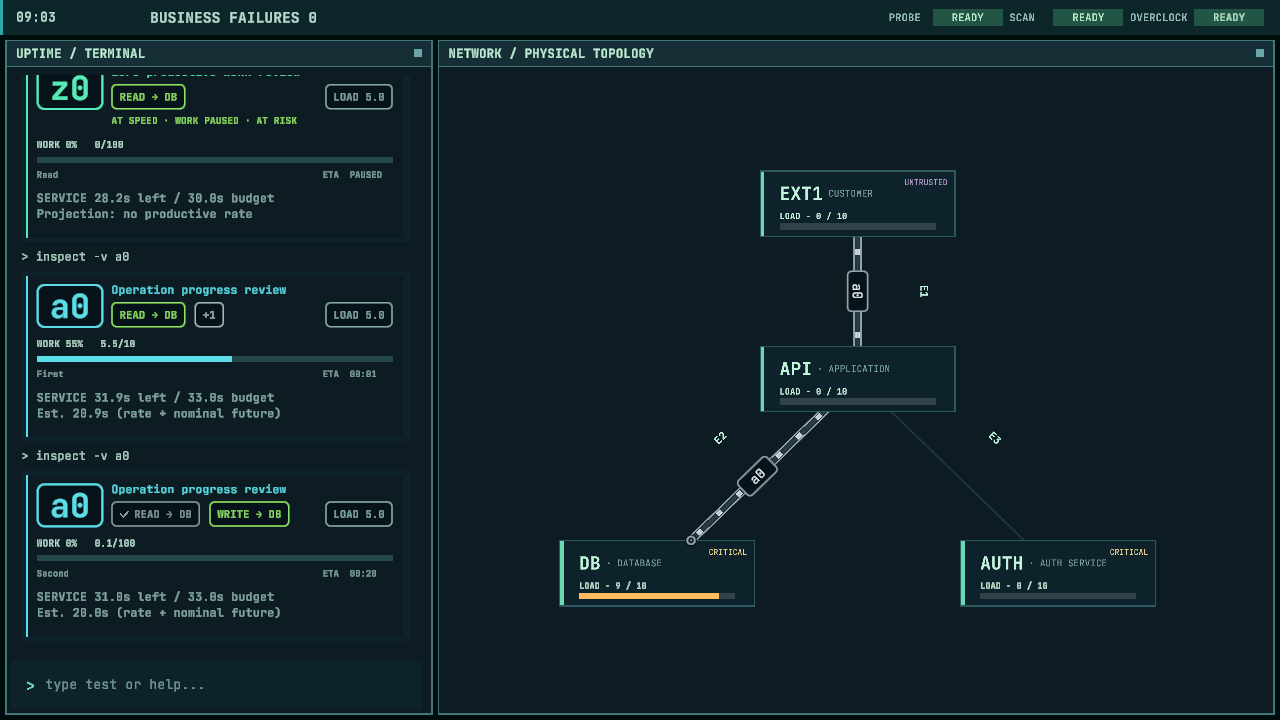 09:03
BUSINESS FAILURES 0
PROBE READY SCAN READY OVERCLOCK READY
UPTIME / TERMINAL
z0
READ → DB
LOAD 5.0
AT SPEED · WORK PAUSED · AT RISK
WORK 0% 0/100
Read ETA PAUSED
SERVICE 28.2s left / 30.0s budget
Projection: no productive rate
> inspect -v a0
a0
Operation progress review
READ → DB +1
LOAD 5.0
WORK 55% 5.5/10
First ETA 00:01
SERVICE 31.9s left / 33.0s budget
Est. 20.9s (rate + nominal future)
> inspect -v a0
a0
Operation progress review
✓ READ → DB WRITE → DB
LOAD 5.0
WORK 0% 0.1/100
Second ETA 00:20
SERVICE 31.0s left / 33.0s budget
Est. 20.0s (rate + nominal future)
> type test or help...
NETWORK / PHYSICAL TOPOLOGY
UNTRUSTED
EXT1 CUSTOMER
LOAD - 0 / 10
a0
E1
API · APPLICATION
LOAD - 0 / 10
E2
a0
E3
CRITICAL
DB · DATABASE
LOAD - 9 / 10
CRITICAL
AUTH · AUTH SERVICE
LOAD - 0 / 10